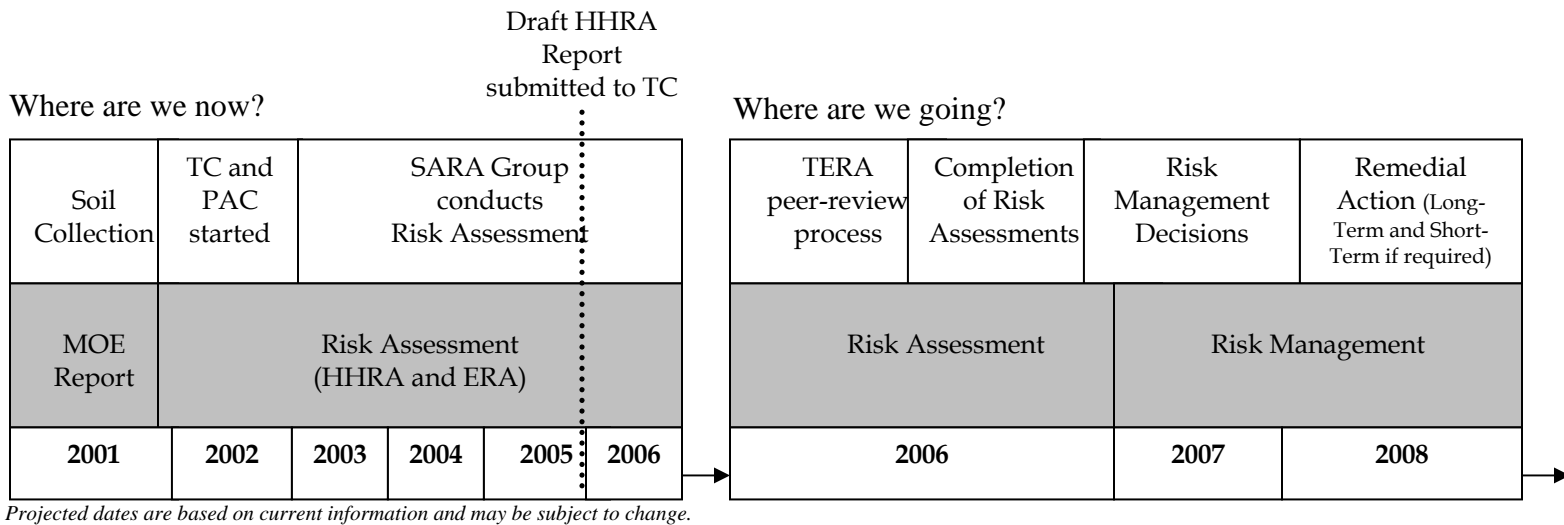 Draft HHRA
Report
submitted to TC
Where are we now?
Soil
Collection
TC and
PAC
started
SARA Group
conducts
Risk Assessment
MOE
Report
Risk Assessment
(HHRA and ERA)
2001
2002
2003
2004
2005
2006
Where are we going?
TERA
peer-review
process
Completion
of Risk
Assessments
Risk
Management
Decisions
Remedial
Action (Long-
Term and Short-
Term if required)
Risk Assessment
Risk Management
2006
2007
2008
Projected dates are based on current information and may be subject to change.